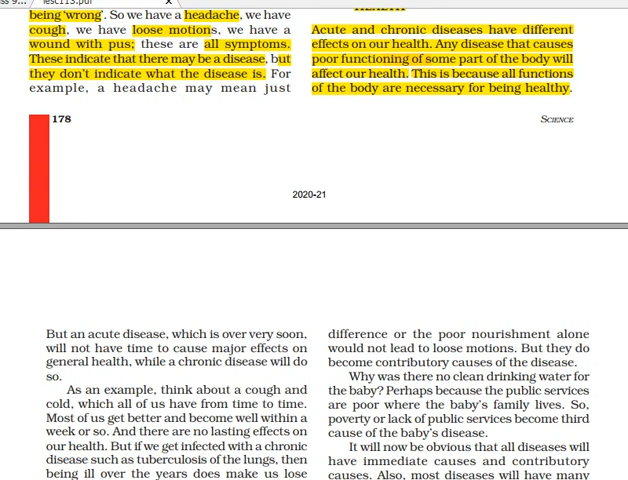 lesc113.pdf
x
being ‘wrong’. So we have a headache, we have
cough, we have loose motions, we have a
wound with pus; these are all symptoms.
These indicate that there may be a disease, but
they don’t indicate what the disease is. For
example, a headache may mean just
Acute and chronic diseases have different
effects on our health. Any disease that causes
poor functioning of some part of the body will
affect our health. This is because all functions
of the body are necessary for being healthy.
178
SCIENCE
2020-21
But an acute disease, which is over very soon,
will not have time to cause major effects on
general health, while a chronic disease will do
so.
As an example, think about a cough and
cold, which all of us have from time to time.
Most of us get better and become well within a
week or so. And there are no lasting effects on
our health. But if we get infected with a chronic
disease such as tuberculosis of the lungs, then
being ill over the years does make us lose
difference or the poor nourishment alone
would not lead to loose motions. But they do
become contributory causes of the disease.
Why was there no clean drinking water for
the baby? Perhaps because the public services
are poor where the baby’s family lives. So,
poverty or lack of public services become third
cause of the baby’s disease.
It will now be obvious that all diseases will
have immediate causes and contributory
causes. Also, most diseases will have many